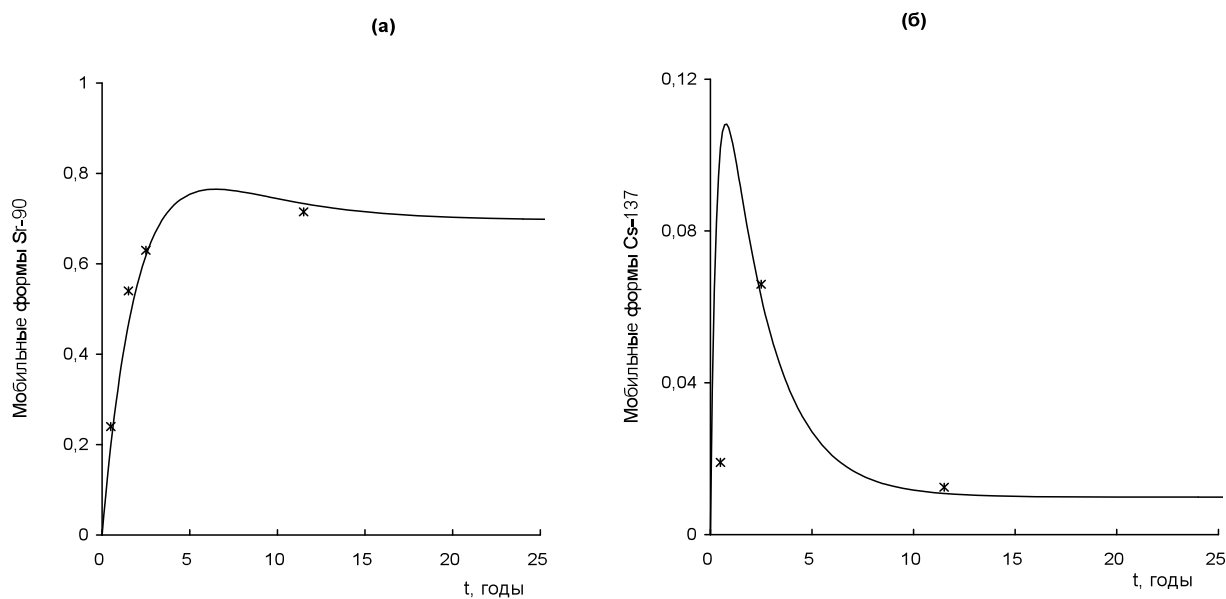 (а)
Мобильные формы Sr-90
1
0,8
0,6
0,4
0,2
0
0 5 10 15 20 25
t, годы
(б)
Мобильные формы Cs-137
0,12
0,08
0,04
0
0 5 10 15 20 25
t, годы